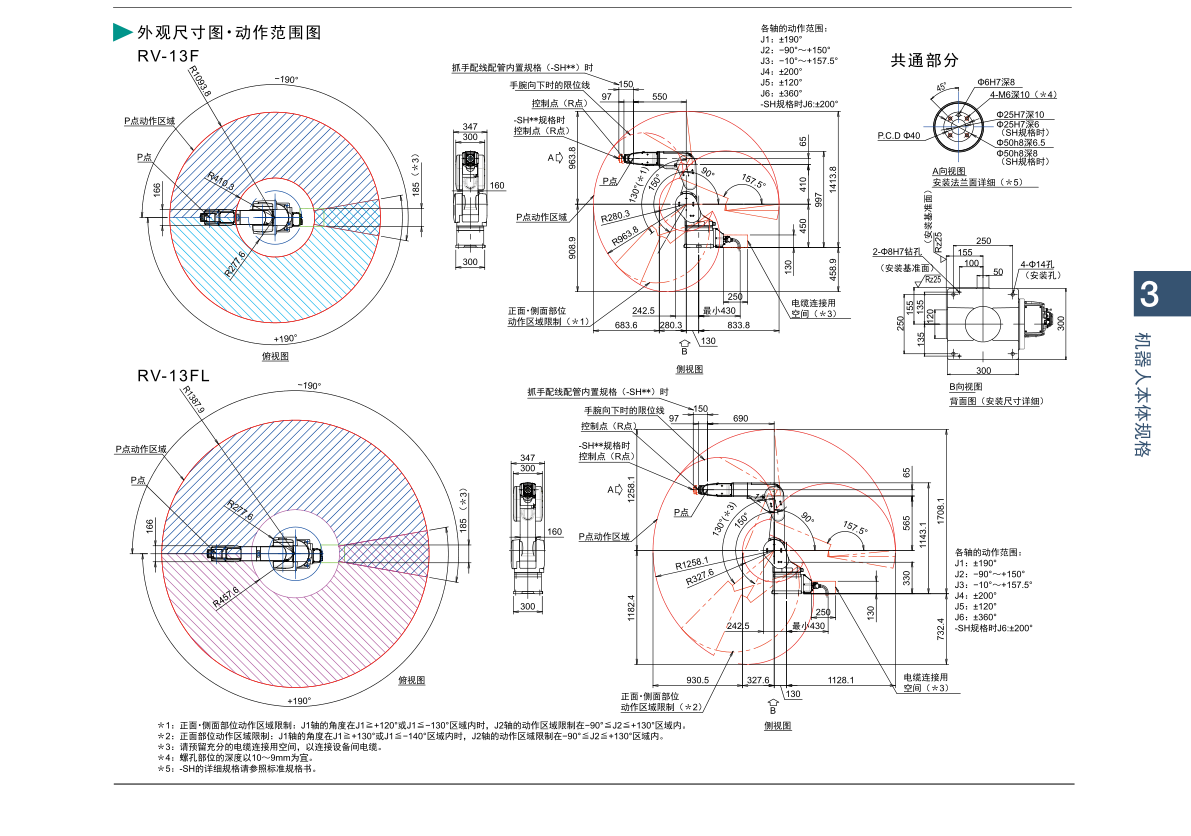 外观尺寸图·动作范围图
RV-13F
R1093.8
−190°
P点动作区域
P点
R410.3
166
185（＊3）
R277.6
+190°
俯视图
347
300
160
300
抓手配线配管内置规格（-SH**）时
150
手腕向下时的限位线
97
550
控制点（R点）
-SH**规格时
控制点（R点）
963.8
A
P点
130°（＊1）
150°
90°
157.5°
65
410
1413.8
997
P点动作区域
R280.3
R963.8
450
908.9
130
458.9
250
242.5
最小430
电缆连接用
空间（＊3）
正面·侧面部位
动作区域限制（＊1）
683.6
280.3
833.8
130
B
侧视图
各轴的动作范围：
J1：±190°
J2：−90°～+150°
J3：−10°～+157.5°
J4：±200°
J5：±120°
J6：±360°
-SH规格时J6:±200°
共通部分
45°
Φ6H7深8
4-M6深10（＊4）
Φ25H7深10
Φ25H7深6
（SH规格时）
P.C.D Φ40
Φ50h8深6.5
Φ50h8深8
（SH规格时）
A向视图
安装法兰面详细（＊5）
（安装基准面）
Rz25
250
2-Φ8H7钻孔
155
100
4-Φ14孔
（安装孔）
（安装基准面）
50
Rz25
250
155
135
120
135
300
300
B向视图
背面图（安装尺寸详细）
3
机器人本体规格
RV-13FL
R1387.9
−190°
P点动作区域
P点
R277.6
166
185（＊3）
R457.6
+190°
俯视图
347
300
160
300
抓手配线配管内置规格（-SH**）时
手腕向下时的限位线
150
97
690
控制点（R点）
-SH**规格时
控制点（R点）
1258.1
A
P点
130°（＊3）
150°
90°
157.5°
65
565
1708.1
1143.1
P点动作区域
R1258.1
R327.6
330
1182.4
130
732.4
250
242.5
最小430
930.5
327.6
1128.1
电缆连接用
空间（＊3）
正面·侧面部位
动作区域限制（＊2）
130
B
侧视图
各轴的动作范围：
J1：±190°
J2：−90°～+150°
J3：−10°～+157.5°
J4：±200°
J5：±120°
J6：±360°
-SH规格时J6:±200°
＊1：正面·侧面部位动作区域限制；J1轴的角度在J1≧+120°或J1≦−130°区域内时，J2轴的动作区域限制在−90°≦J2≦+130°区域内。
＊2：正面部位动作区域限制；J1轴的角度在J1≧+130°或J1≦−140°区域内时，J2轴的动作区域限制在−90°≦J2≦+130°区域内。
＊3：请预留充分的电缆连接用空间，以连接设备间电缆。
＊4：螺孔部位的深度以10～9mm为宜。
＊5：-SH的详细规格请参照标准规格书。